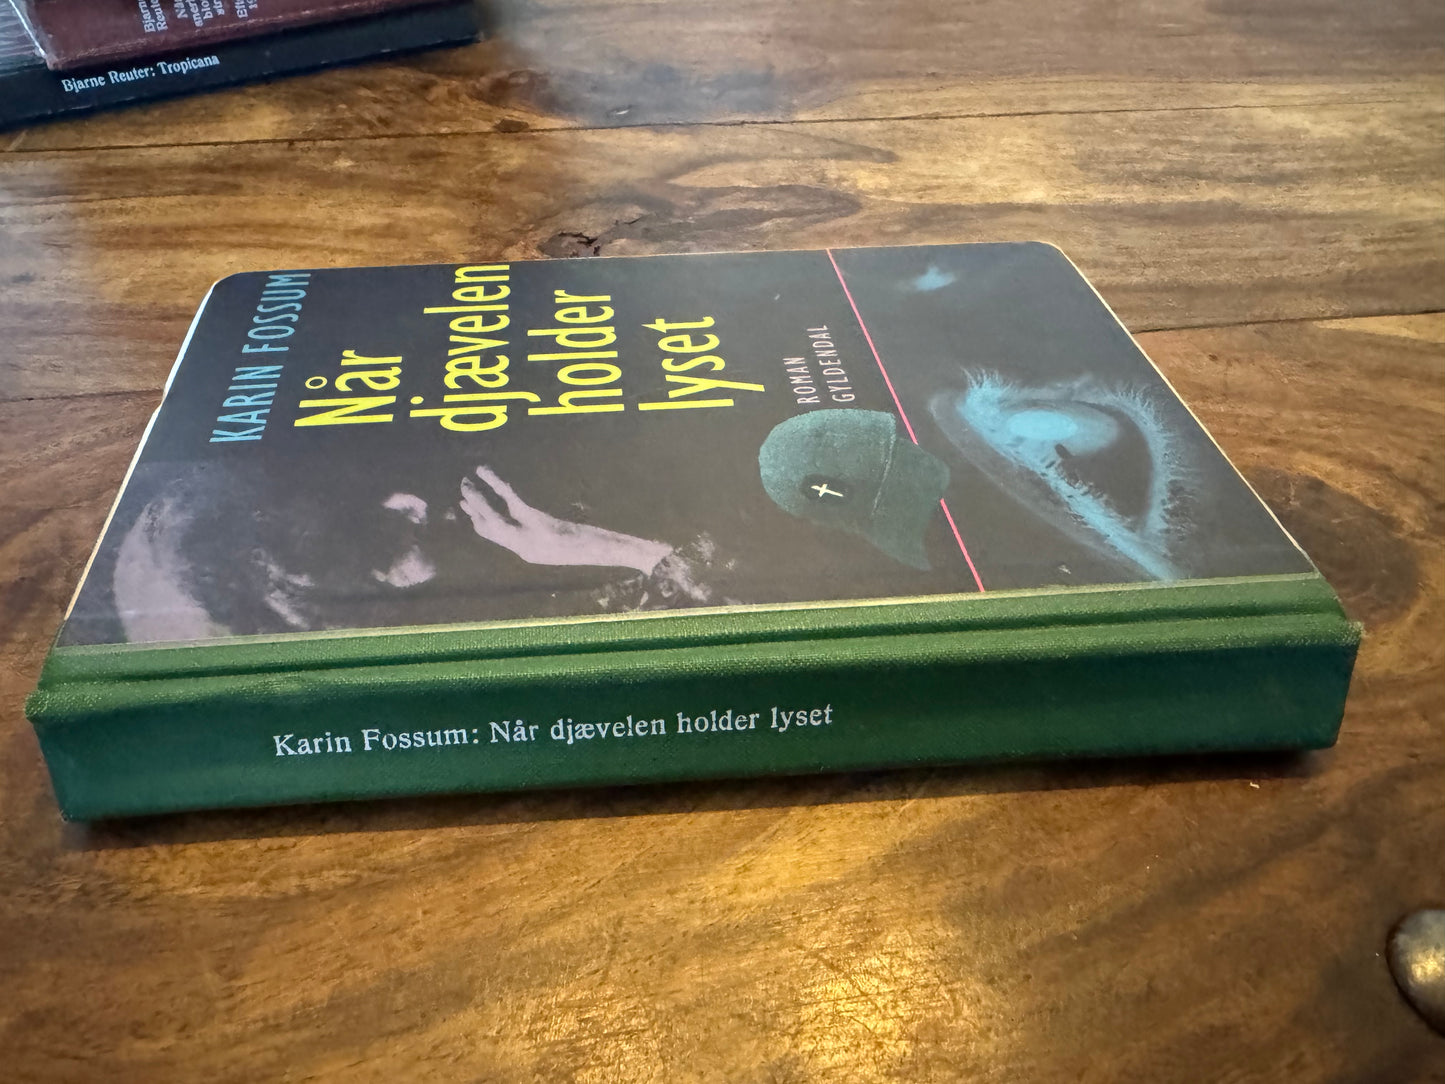 Bjarne Reuter: Tropicana
KARIN FOSSUM
Når
djævelen
holder
lyset
ROMAN
GYLDENDAL
Karin Fossum: Når djævelen holder lyset